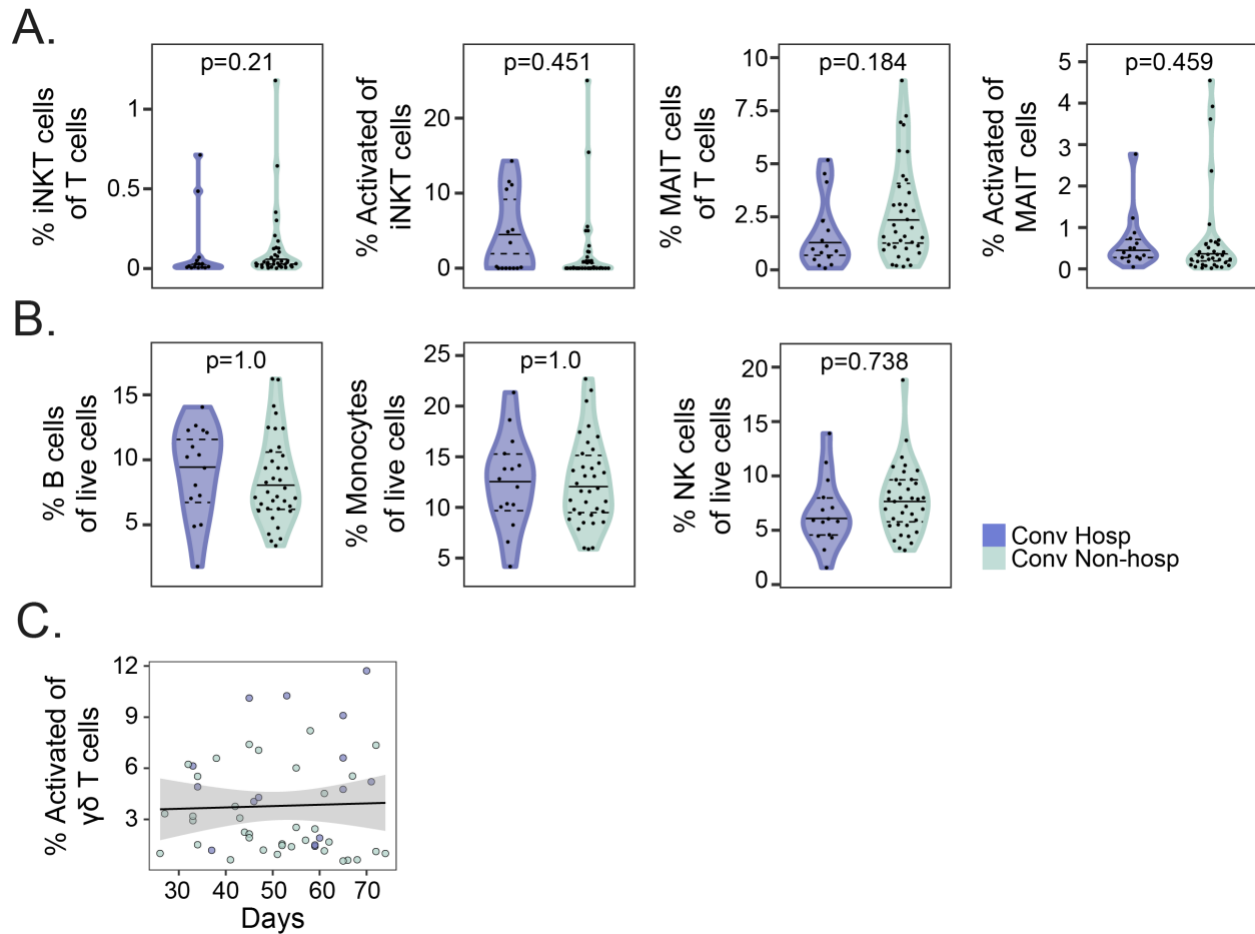 A.
% iNKT cells
of T cells
1
0.5
0
p=0.21
% Activated of
iNKT cells
20
10
0
p=0.451
% MAIT cells
of T cells
10
7.5
5
2.5
0
p=0.184
% Activated of
MAIT cells
5
4
3
2
1
0
p=0.459
B.
% B cells
of live cells
15
10
5
p=1.0
% Monocytes
of live cells
25
20
15
10
5
p=1.0
% NK cells
of live cells
20
15
10
5
0
p=0.738
Conv Hosp
Conv Non-hosp
C.
% Activated of
γδ T cells
12
9
6
3
30 40 50 60 70
Days